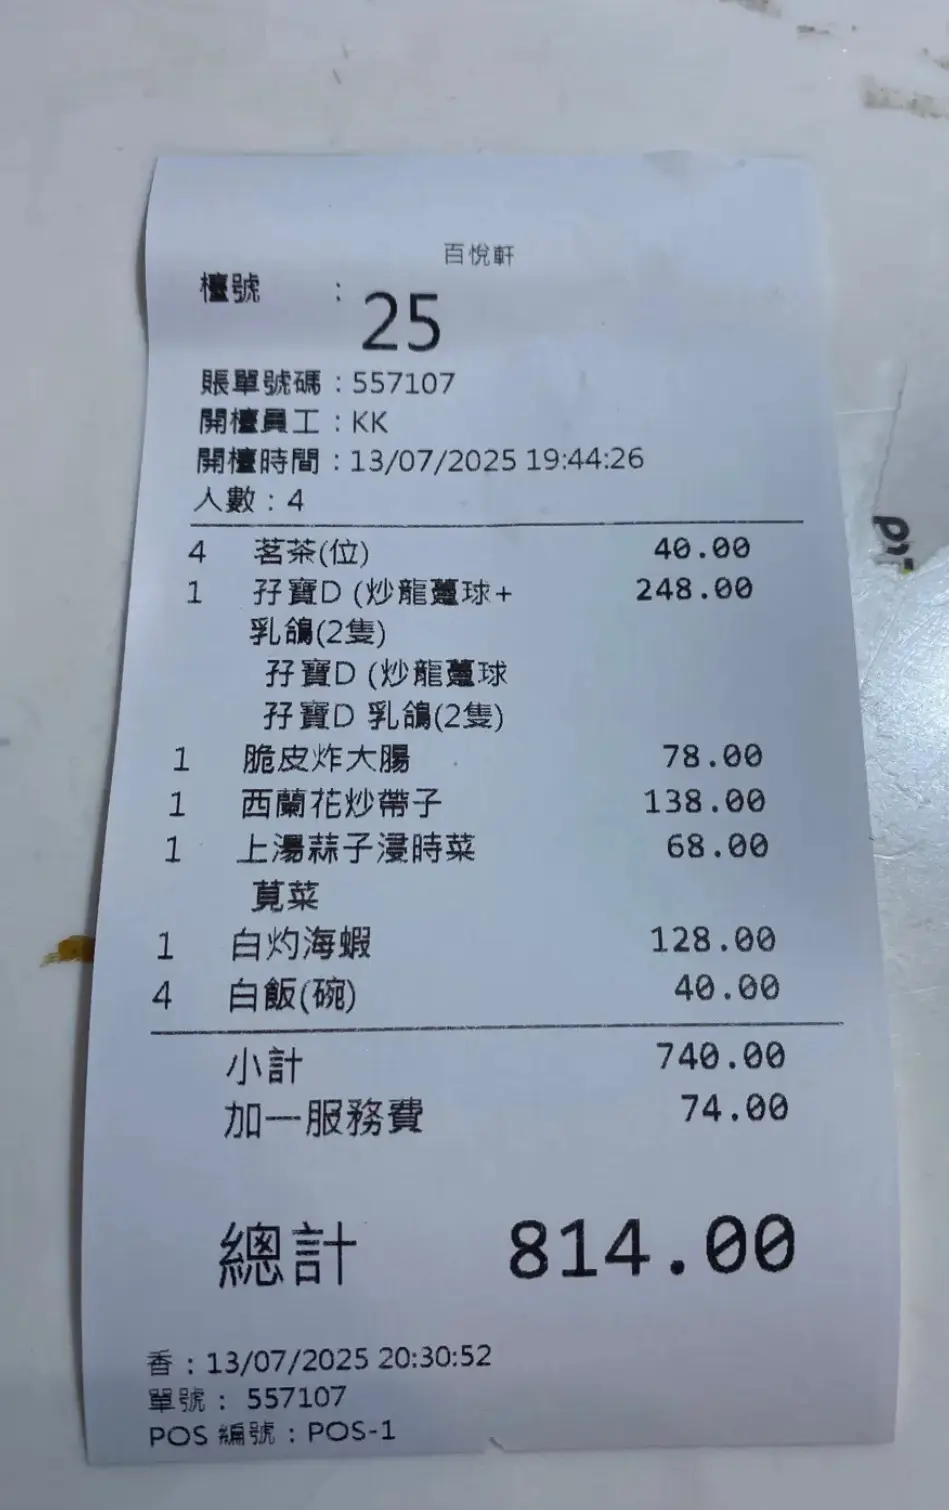 百悅軒
檯號 : 25
賬單號碼 : 557107
開檯員工 : KK
開檯時間 : 13/07/2025 19:44:26
人數 : 4
4 茗茶(位) 40.00
1 孖寶D (炒龍躉球+ 248.00
乳鴿(2隻)
孖寶D (炒龍躉球
孖寶D 乳鴿(2隻)
1 脆皮炸大腸 78.00
1 西蘭花炒帶子 138.00
1 上湯蒜子浸時菜 68.00
莧菜
1 白灼海蝦 128.00
4 白飯(碗) 40.00
小計 740.00
加一服務費 74.00
總計 814.00
香 : 13/07/2025 20:30:52
單號 : 557107
POS 編號 : POS-1